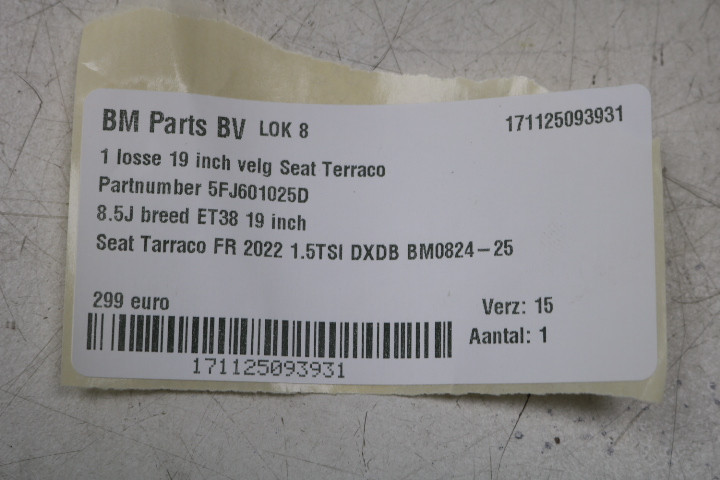 BM Parts BV LOK 8 171125093931
1 losse 19 inch velg Seat Terraco
Partnumber 5FJ601025D
8.5J breed ET38 19 inch
Seat Tarraco FR 2022 1.5TSI DXDB BM0824-25
299 euro Verz: 15
Aantal: 1
171125093931